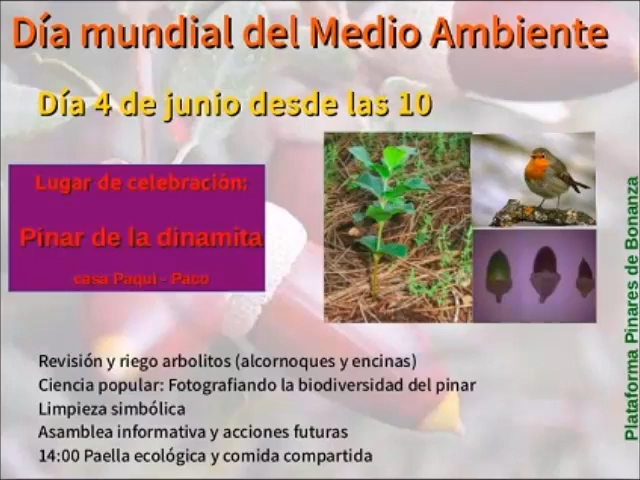 Día mundial del Medio Ambiente
Día 4 de junio desde las 10
Lugar de celebración:
Pinar de la dinamita
casa Paqui - Paco
Revisión y riego arbolitos (alcornoques y encinas)
Ciencia popular: Fotografiando la biodiversidad del pinar
Limpieza simbólica
Asamblea informativa y acciones futuras
14:00 Paella ecológica y comida compartida
Plataforma Pinares de Bonanza